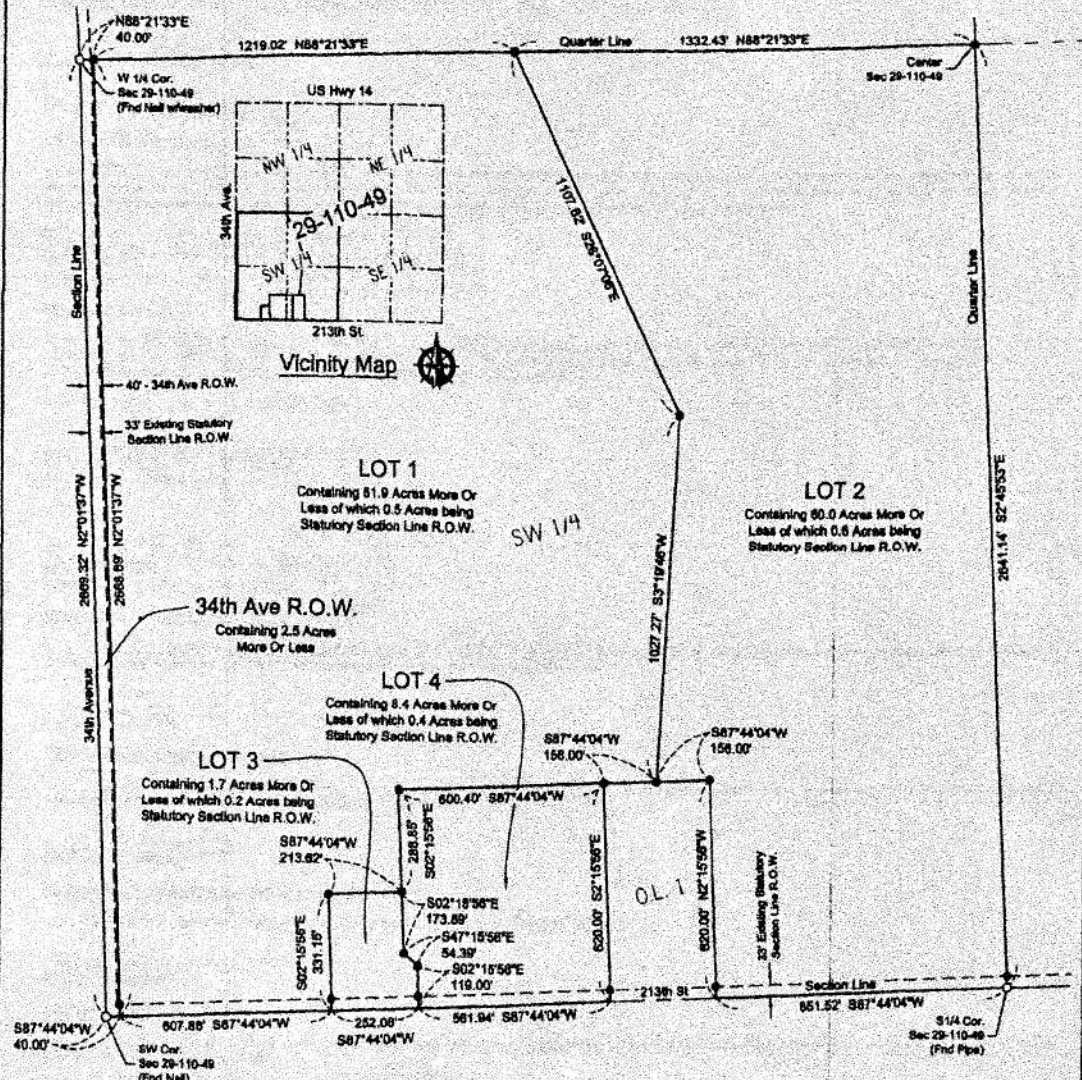 N88°21'33"E
40.00'
1219.02' N88°21'33"E
Quarter Line
1332.43' N88°21'33"E
W 1/4 Cor.
Sec 29-110-49
(Fnd Nail w/washer)
Center
Sec 29-110-49
US Hwy 14
NW 1/4
NE 1/4
34th Ave.
29-110-49
SW 1/4
SE 1/4
213th St.
Vicinity Map
Section Line
Quarter Line
1107.62' S26°07'06"E
40' - 34th Ave R.O.W.
33' Existing Statutory
Section Line R.O.W.
LOT 1
Containing 81.9 Acres More Or
Less of which 0.5 Acres being
Statutory Section Line R.O.W.
SW 1/4
LOT 2
Containing 60.0 Acres More Or
Less of which 0.6 Acres being
Statutory Section Line R.O.W.
2669.32' N2°01'37"W
2668.89' N2°01'37"W
1027.27' S3°19'46"W
2641.14' S2°45'53"E
34th Ave R.O.W.
Containing 2.5 Acres
More Or Less
34th Avenue
LOT 4
Containing 8.4 Acres More Or
Less of which 0.4 Acres being
Statutory Section Line R.O.W.
S87°44'04"W
156.00'
S87°44'04"W
156.00'
LOT 3
Containing 1.7 Acres More Or
Less of which 0.2 Acres being
Statutory Section Line R.O.W.
600.40' S87°44'04"W
S87°44'04"W
213.62'
288.85'
S02°15'56"E
S02°15'56"E
173.69'
S47°15'56"E
54.39'
S02°15'56"E
119.00'
S02°15'56"E
331.15'
620.00' S2°15'56"E
O.L. 1
620.00' N2°15'56"W
33' Existing Statutory
Section Line R.O.W.
213th St
Section Line
S87°44'04"W
40.00'
607.86' S87°44'04"W
252.08'
S87°44'04"W
561.94' S87°44'04"W
851.52' S87°44'04"W
SW Cor.
Sec 29-110-49
(Fnd Nail)
S1/4 Cor.
Sec 29-110-49
(Fnd Pipe)